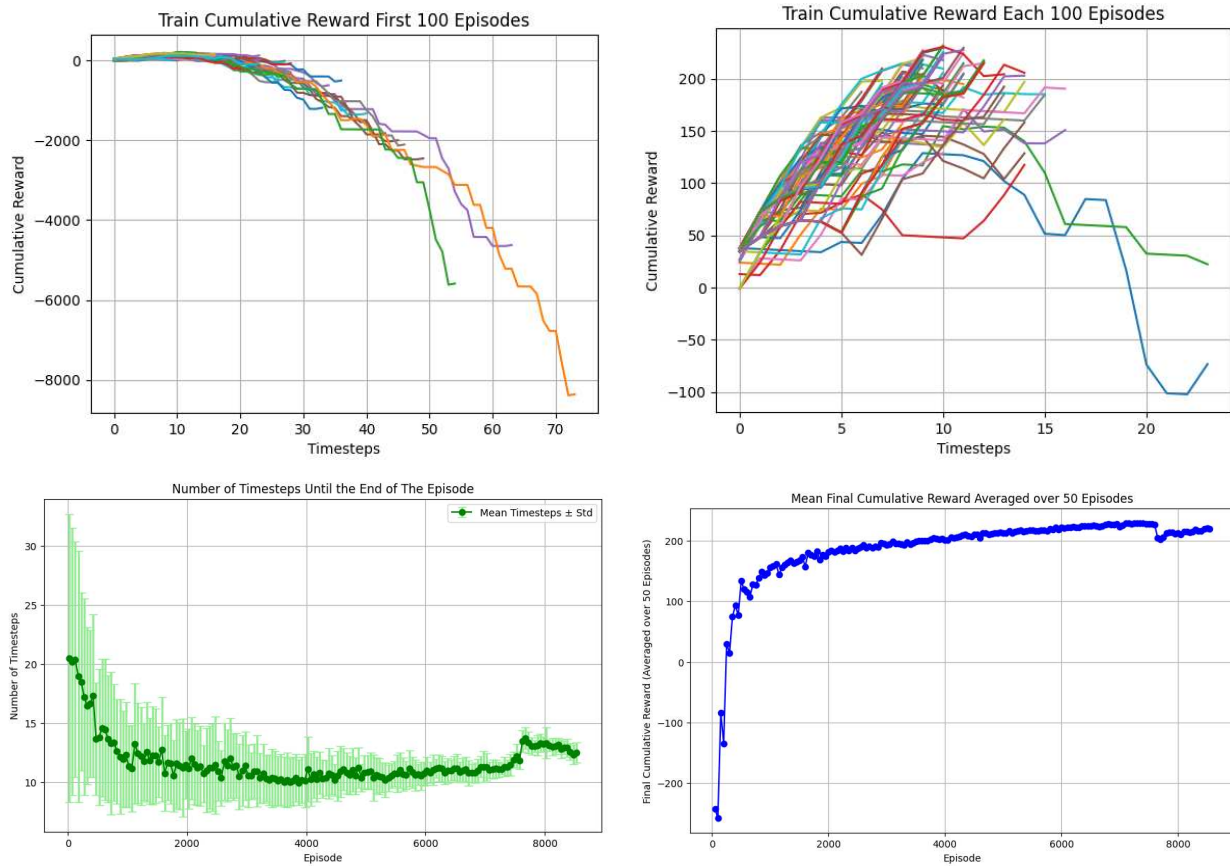 Train Cumulative Reward First 100 Episodes
0
−2000
−4000
−6000
−8000
Cumulative Reward
0 10 20 30 40 50 60 70
Timesteps
Train Cumulative Reward Each 100 Episodes
200
150
100
50
0
−50
−100
Cumulative Reward
0 5 10 15 20
Timesteps
Number of Timesteps Until the End of The Episode
Mean Timesteps ± Std
30
25
20
15
10
Number of Timesteps
0 2000 4000 6000 8000
Episode
Mean Final Cumulative Reward Averaged over 50 Episodes
200
100
0
−100
−200
Final Cumulative Reward (Averaged over 50 Episodes)
0 2000 4000 6000 8000
Episode